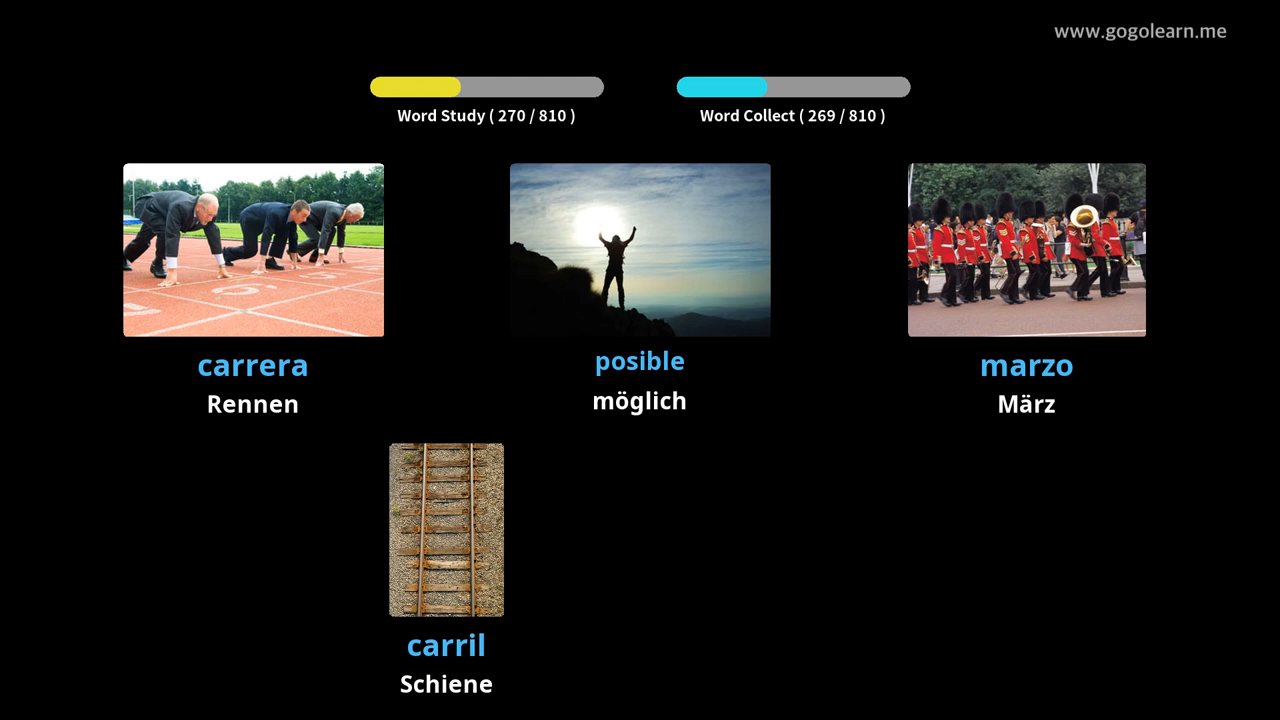 www.gogolearn.me
Word Study ( 270 / 810 )
Word Collect ( 269 / 810 )
carrera
Rennen
posible
möglich
marzo
März
carril
Schiene